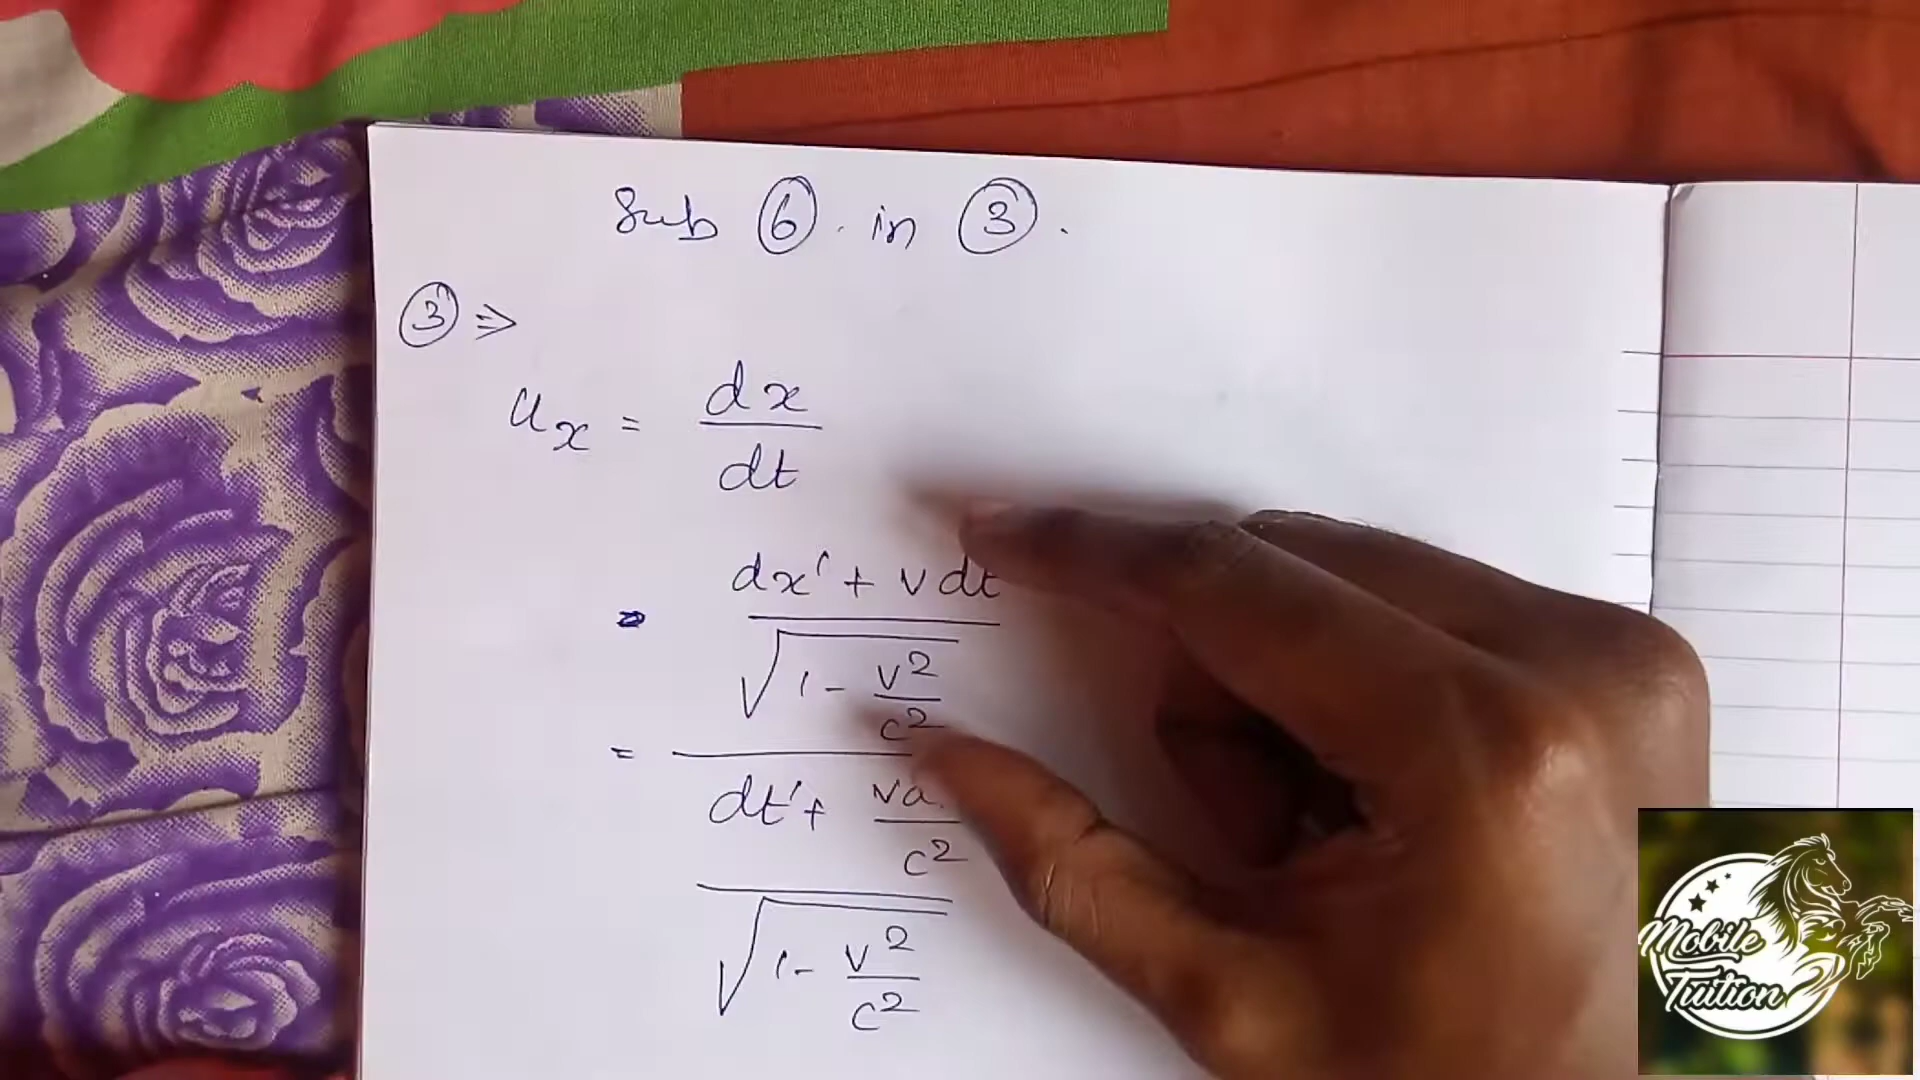 Sub ⑥. in ③.
③ ⇒
u_x = dx/dt
dx' + v dt
√(1 - v²/c²)
=
dt' + v /c²
√(1 - v²/c²)
Mobile
Tuition